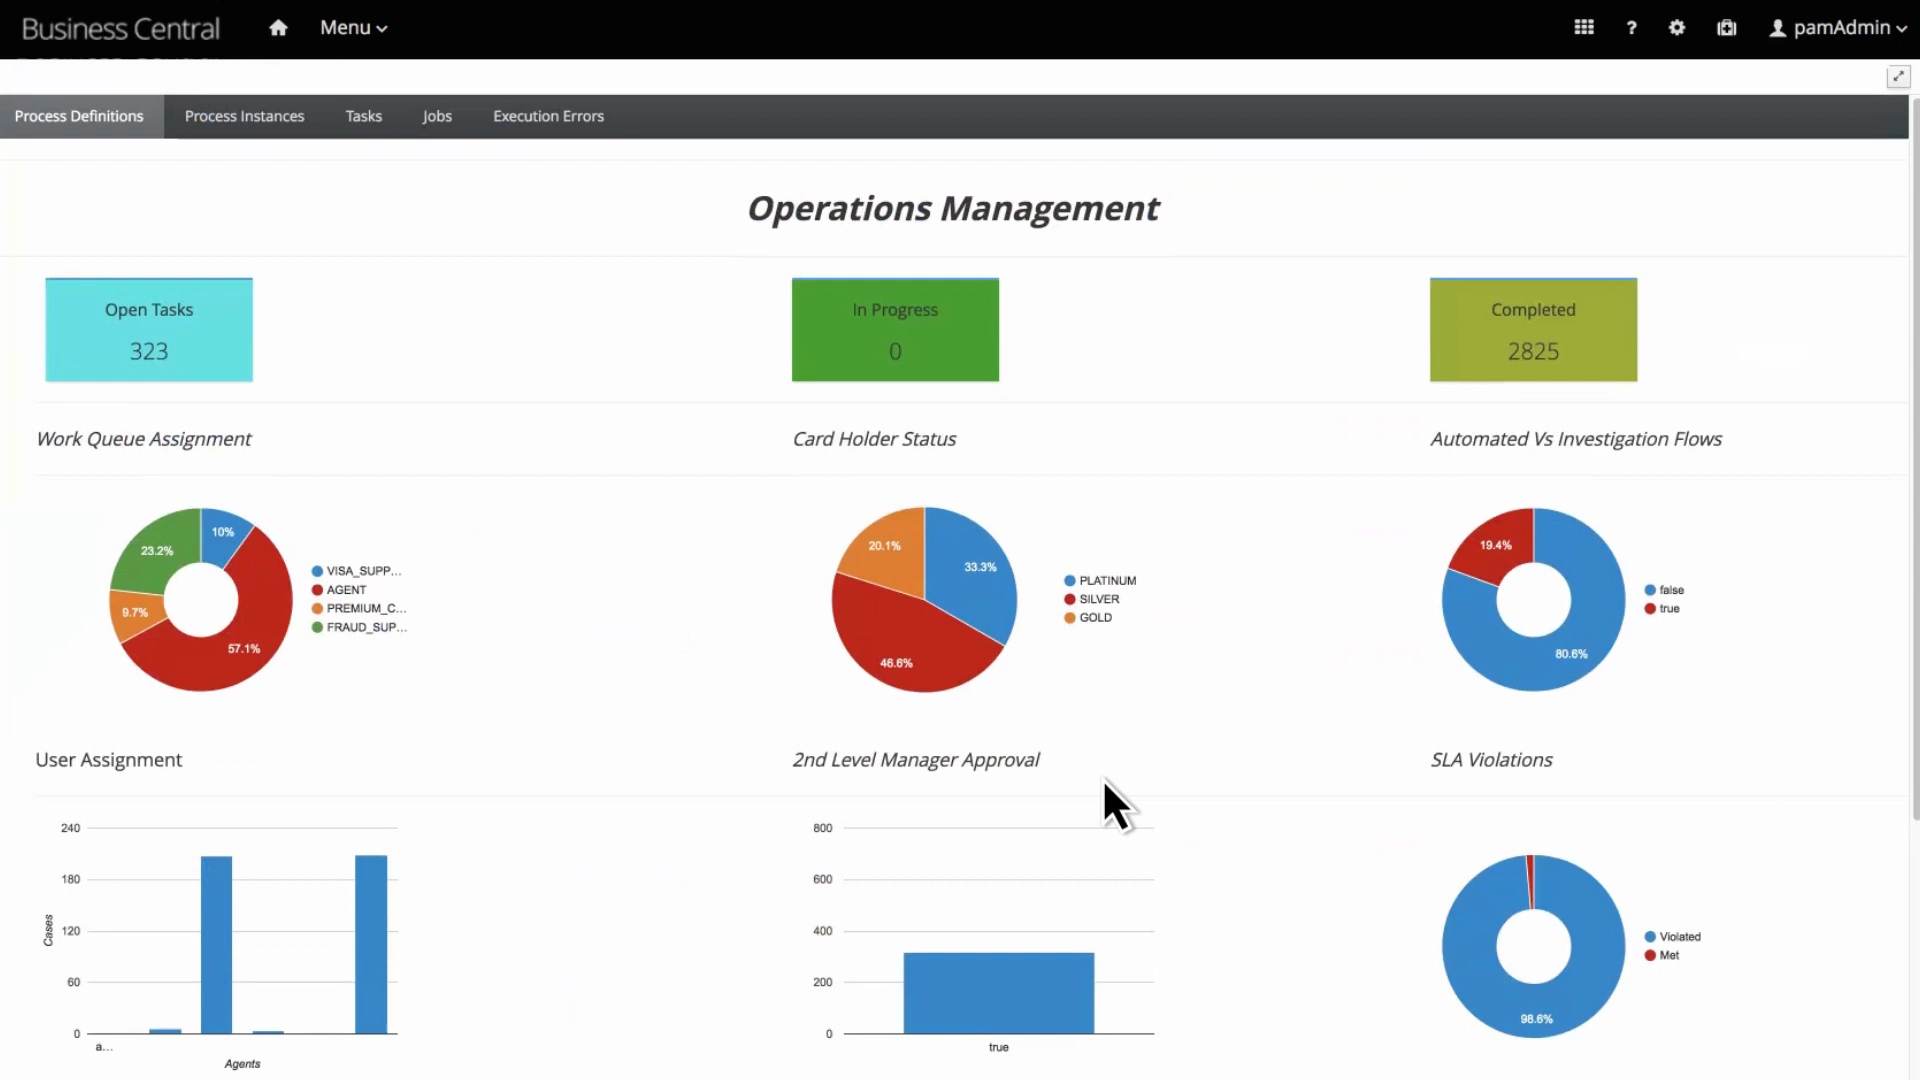 Business Central
Menu
?
pamAdmin
Process Definitions
Process Instances
Tasks
Jobs
Execution Errors
Operations Management
Open Tasks
323
In Progress
0
Completed
2825
Work Queue Assignment
Card Holder Status
Automated Vs Investigation Flows
10%
57.1%
9.7%
23.2%
VISA_SUPP...
AGENT
PREMIUM_C...
FRAUD_SUP...
33.3%
46.6%
20.1%
PLATINUM
SILVER
GOLD
19.4%
80.6%
false
true
User Assignment
2nd Level Manager Approval
SLA Violations
240
180
120
60
0
Cases
a...
Agents
800
600
400
200
0
true
98.6%
Violated
Met